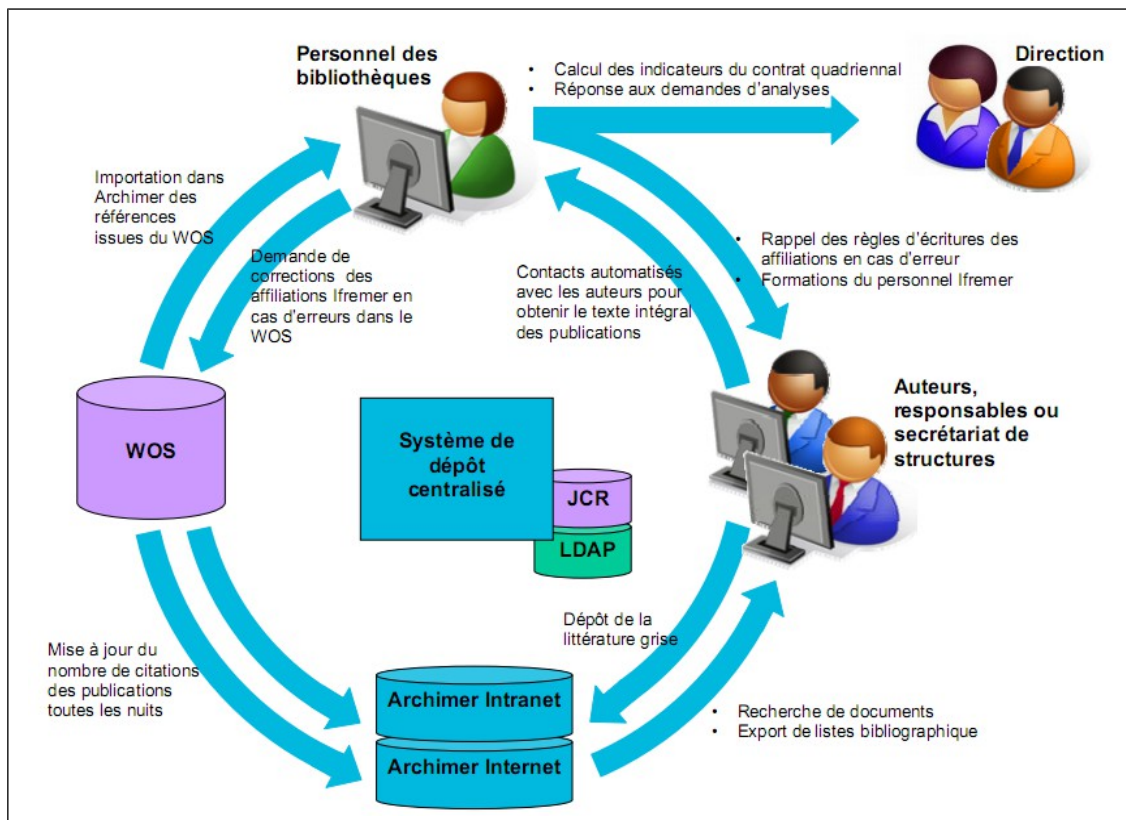 Personnel des
bibliothèques
• Calcul des indicateurs du contrat quadriennal
• Réponse aux demandes d'analyses
Direction
Importation dans
Archimer des
références
issues du WOS
Demande de
corrections des
affiliations Ifremer en
cas d'erreurs dans le
WOS
Contacts automatisés
avec les auteurs pour
obtenir le texte intégral
des publications
• Rappel des règles d'écritures des
affiliations en cas d'erreur
• Formations du personnel Ifremer
WOS
Système de
dépôt
centralisé
JCR
LDAP
Auteurs,
responsables ou
secrétariat de
structures
Mise à jour du
nombre de citations
des publications
toutes les nuits
Dépôt de la
littérature grise
Archimer Intranet
Archimer Internet
• Recherche de documents
• Export de listes bibliographique